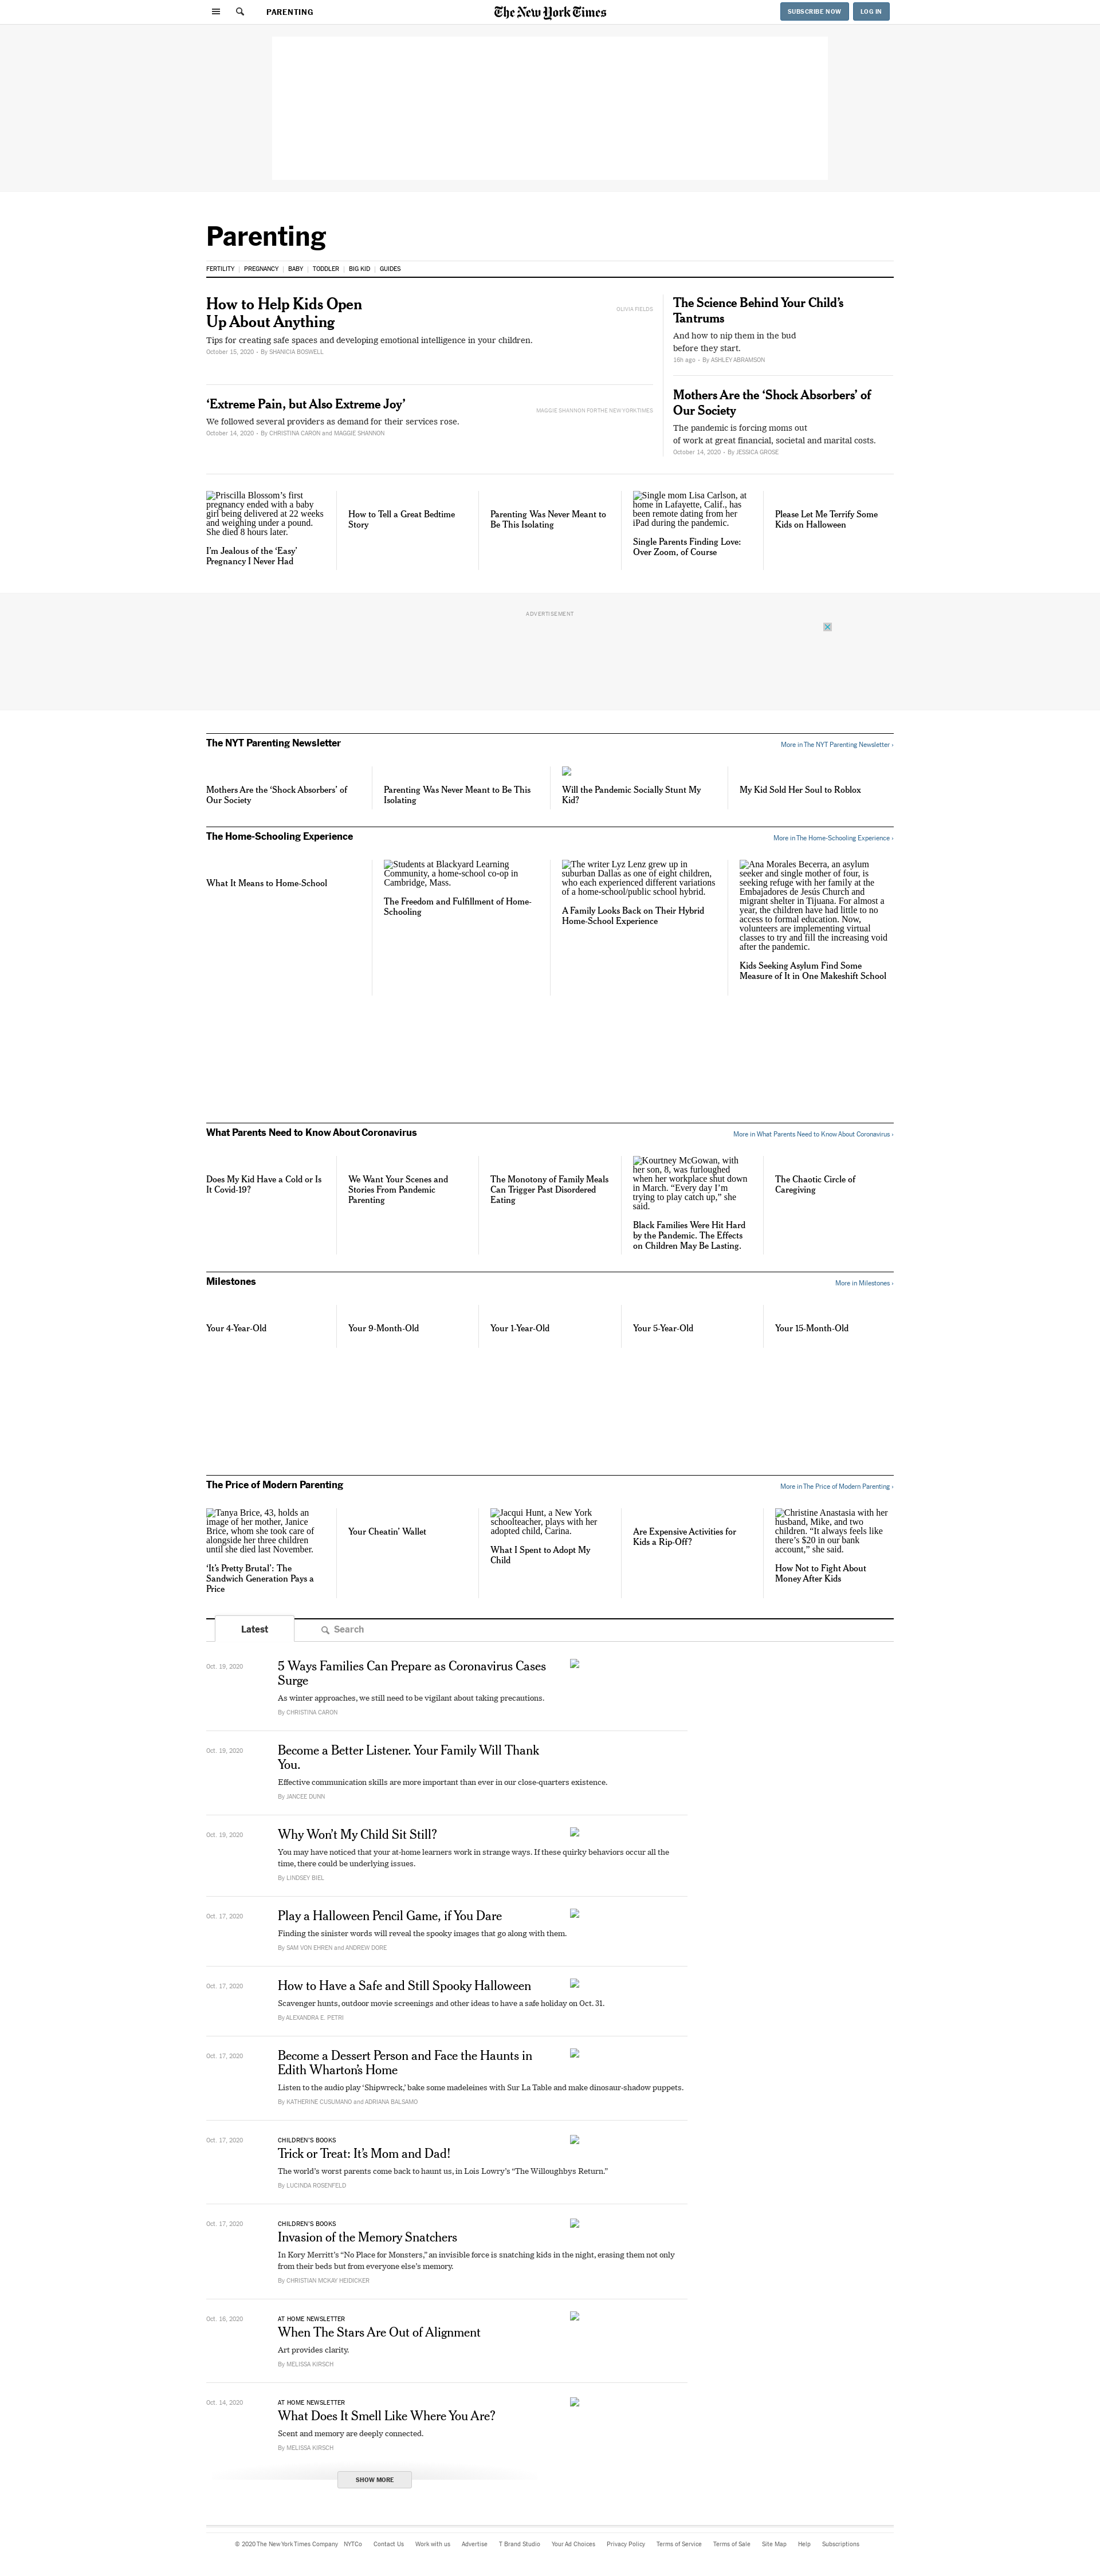 PARENTING
The New York Times
SUBSCRIBE NOW
LOG IN
Parenting
FERTILITY
PREGNANCY
BABY
TODDLER
BIG KID
GUIDES
How to Help Kids Open
Up About Anything
OLIVIA FIELDS
Tips for creating safe spaces and developing emotional intelligence in your children.
October 15, 2020 - By SHANICIA BOSWELL
‘Extreme Pain, but Also Extreme Joy’
MAGGIE SHANNON FOR THE NEW YORK TIMES
We followed several providers as demand for their services rose.
October 14, 2020 - By CHRISTINA CARON and MAGGIE SHANNON
The Science Behind Your Child’s
Tantrums
And how to nip them in the bud
before they start.
16h ago - By ASHLEY ABRAMSON
Mothers Are the ‘Shock Absorbers’ of
Our Society
The pandemic is forcing moms out
of work at great financial, societal and marital costs.
October 14, 2020 - By JESSICA GROSE
Priscilla Blossom’s first
pregnancy ended with a baby
girl being delivered at 22 weeks
and weighing under a pound.
She died 8 hours later.
I’m Jealous of the ‘Easy’
Pregnancy I Never Had
How to Tell a Great Bedtime
Story
Parenting Was Never Meant to
Be This Isolating
Single mom Lisa Carlson, at
home in Lafayette, Calif., has
been remote dating from her
iPad during the pandemic.
Single Parents Finding Love:
Over Zoom, of Course
Please Let Me Terrify Some
Kids on Halloween
ADVERTISEMENT
The NYT Parenting Newsletter
More in The NYT Parenting Newsletter ›
Mothers Are the ‘Shock Absorbers’ of
Our Society
Parenting Was Never Meant to Be This
Isolating
Will the Pandemic Socially Stunt My
Kid?
My Kid Sold Her Soul to Roblox
The Home-Schooling Experience
More in The Home-Schooling Experience ›
What It Means to Home-School
Students at Blackyard Learning
Community, a home-school co-op in
Cambridge, Mass.
The Freedom and Fulfillment of Home-
Schooling
The writer Lyz Lenz grew up in
suburban Dallas as one of eight children,
who each experienced different variations
of a home-school/public school hybrid.
A Family Looks Back on Their Hybrid
Home-School Experience
Ana Morales Becerra, an asylum
seeker and single mother of four, is
seeking refuge with her family at the
Embajadores de Jesús Church and
migrant shelter in Tijuana. For almost a
year, the children have had little to no
access to formal education. Now,
volunteers are implementing virtual
classes to try and fill the increasing void
after the pandemic.
Kids Seeking Asylum Find Some
Measure of It in One Makeshift School
What Parents Need to Know About Coronavirus
More in What Parents Need to Know About Coronavirus ›
Does My Kid Have a Cold or Is
It Covid-19?
We Want Your Scenes and
Stories From Pandemic
Parenting
The Monotony of Family Meals
Can Trigger Past Disordered
Eating
Kourtney McGowan, with
her son, 8, was furloughed
when her workplace shut down
in March. “Every day I’m
trying to play catch up,” she
said.
Black Families Were Hit Hard
by the Pandemic. The Effects
on Children May Be Lasting.
The Chaotic Circle of
Caregiving
Milestones
More in Milestones ›
Your 4-Year-Old
Your 9-Month-Old
Your 1-Year-Old
Your 5-Year-Old
Your 15-Month-Old
The Price of Modern Parenting
More in The Price of Modern Parenting ›
Tanya Brice, 43, holds an
image of her mother, Janice
Brice, whom she took care of
alongside her three children
until she died last November.
‘It’s Pretty Brutal’: The
Sandwich Generation Pays a
Price
Your Cheatin’ Wallet
Jacqui Hunt, a New York
schoolteacher, plays with her
adopted child, Carina.
What I Spent to Adopt My
Child
Are Expensive Activities for
Kids a Rip-Off?
Christine Anastasia with her
husband, Mike, and two
children. “It always feels like
there’s $20 in our bank
account,” she said.
How Not to Fight About
Money After Kids
Latest
Search
Oct. 19, 2020
5 Ways Families Can Prepare as Coronavirus Cases
Surge
As winter approaches, we still need to be vigilant about taking precautions.
By CHRISTINA CARON
Oct. 19, 2020
Become a Better Listener. Your Family Will Thank
You.
Effective communication skills are more important than ever in our close-quarters existence.
By JANCEE DUNN
Oct. 19, 2020
Why Won’t My Child Sit Still?
You may have noticed that your at-home learners work in strange ways. If these quirky behaviors occur all the
time, there could be underlying issues.
By LINDSEY BIEL
Oct. 17, 2020
Play a Halloween Pencil Game, if You Dare
Finding the sinister words will reveal the spooky images that go along with them.
By SAM VON EHREN and ANDREW DORE
Oct. 17, 2020
How to Have a Safe and Still Spooky Halloween
Scavenger hunts, outdoor movie screenings and other ideas to have a safe holiday on Oct. 31.
By ALEXANDRA E. PETRI
Oct. 17, 2020
Become a Dessert Person and Face the Haunts in
Edith Wharton’s Home
Listen to the audio play ‘Shipwreck,’ bake some madeleines with Sur La Table and make dinosaur-shadow puppets.
By KATHERINE CUSUMANO and ADRIANA BALSAMO
Oct. 17, 2020
CHILDREN’S BOOKS
Trick or Treat: It’s Mom and Dad!
The world’s worst parents come back to haunt us, in Lois Lowry’s “The Willoughbys Return.”
By LUCINDA ROSENFELD
Oct. 17, 2020
CHILDREN’S BOOKS
Invasion of the Memory Snatchers
In Kory Merritt’s “No Place for Monsters,” an invisible force is snatching kids in the night, erasing them not only
from their beds but from everyone else’s memory.
By CHRISTIAN MCKAY HEIDICKER
Oct. 16, 2020
AT HOME NEWSLETTER
When The Stars Are Out of Alignment
Art provides clarity.
By MELISSA KIRSCH
Oct. 14, 2020
AT HOME NEWSLETTER
What Does It Smell Like Where You Are?
Scent and memory are deeply connected.
By MELISSA KIRSCH
SHOW MORE
© 2020 The New York Times Company
NYTCo
Contact Us
Work with us
Advertise
T Brand Studio
Your Ad Choices
Privacy Policy
Terms of Service
Terms of Sale
Site Map
Help
Subscriptions